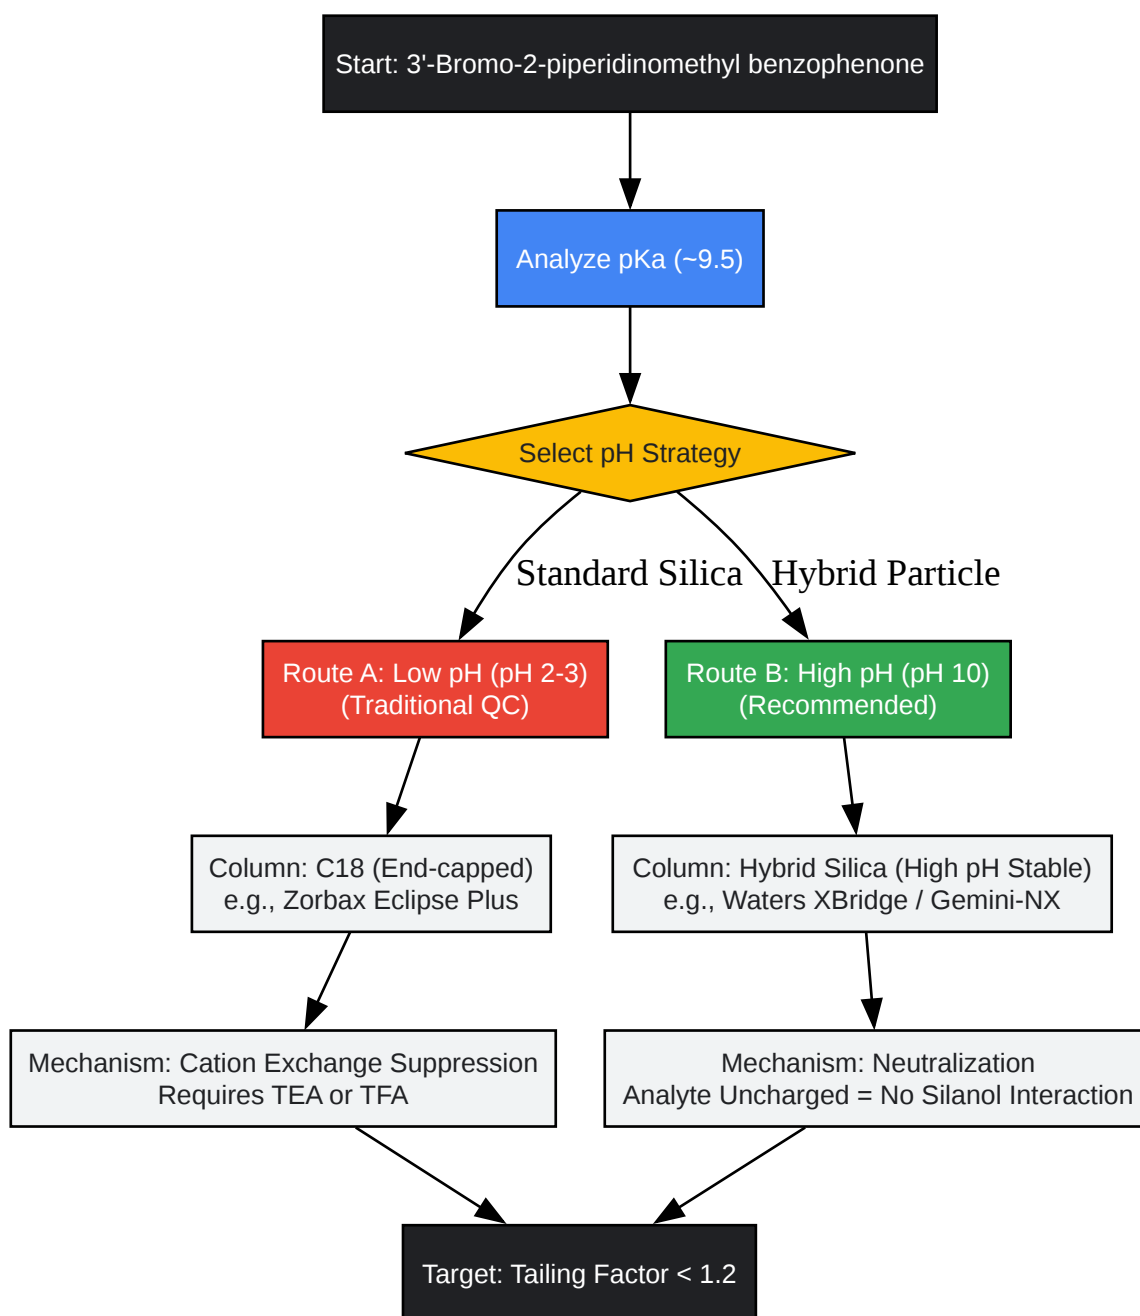 Start: 3'-Bromo-2-piperidinomethyl benzophenone
Analyze pKa (~9.5)
Select pH Strategy
Standard Silica
Hybrid Particle
Route A: Low pH (pH 2-3)
(Traditional QC)
Route B: High pH (pH 10)
(Recommended)
Column: C18 (End-capped)
e.g., Zorbax Eclipse Plus
Column: Hybrid Silica (High pH Stable)
e.g., Waters XBridge / Gemini-NX
Mechanism: Cation Exchange Suppression
Requires TEA or TFA
Mechanism: Neutralization
Analyte Uncharged = No Silanol Interaction
Target: Tailing Factor < 1.2